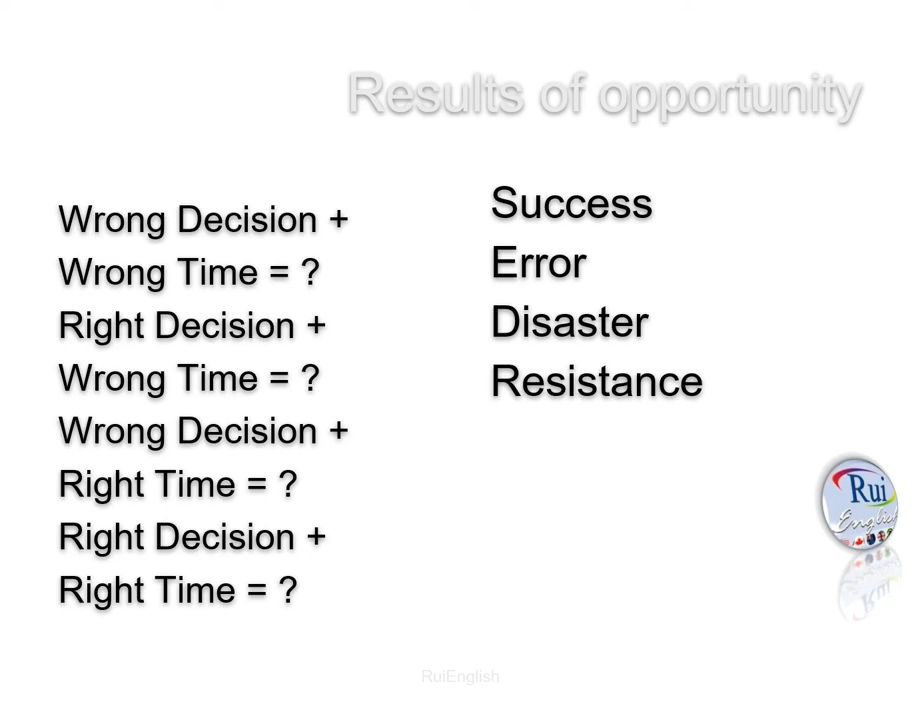 Results of opportunity
Wrong Decision +
Wrong Time = ?
Right Decision +
Wrong Time = ?
Wrong Decision +
Right Time = ?
Right Decision +
Right Time = ?
Success
Error
Disaster
Resistance
Rui
English
RuiEnglish